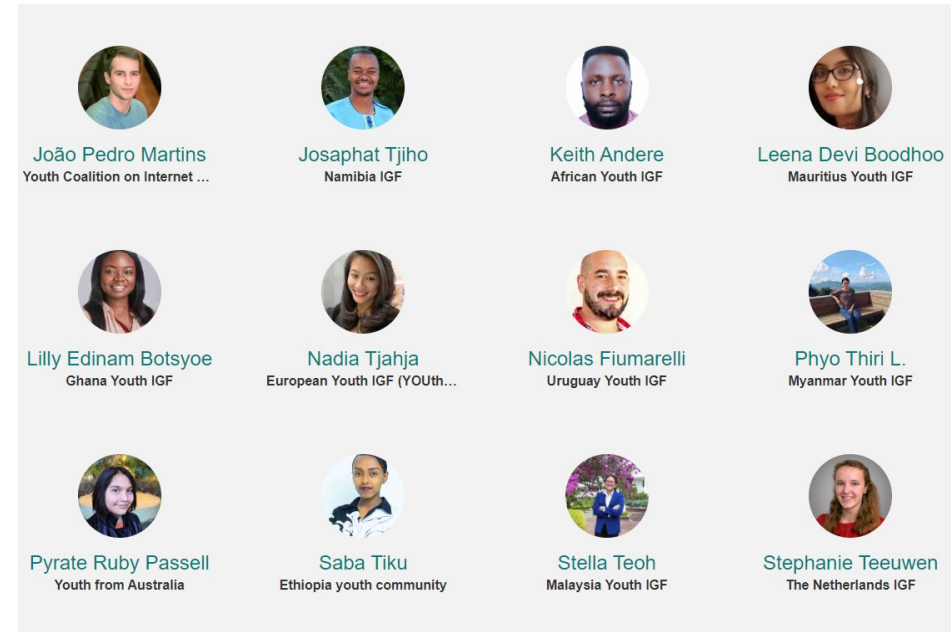 João Pedro Martins
Youth Coalition on Internet ...
Josaphat Tjiho
Namibia IGF
Keith Andere
African Youth IGF
Leena Devi Boodhoo
Mauritius Youth IGF
Lilly Edinam Botsyoe
Ghana Youth IGF
Nadia Tjahja
European Youth IGF (YOUth...
Nicolas Fiumarelli
Uruguay Youth IGF
Phyo Thiri L.
Myanmar Youth IGF
Pyrate Ruby Passell
Youth from Australia
Saba Tiku
Ethiopia youth community
Stella Teoh
Malaysia Youth IGF
Stephanie Teeuwen
The Netherlands IGF